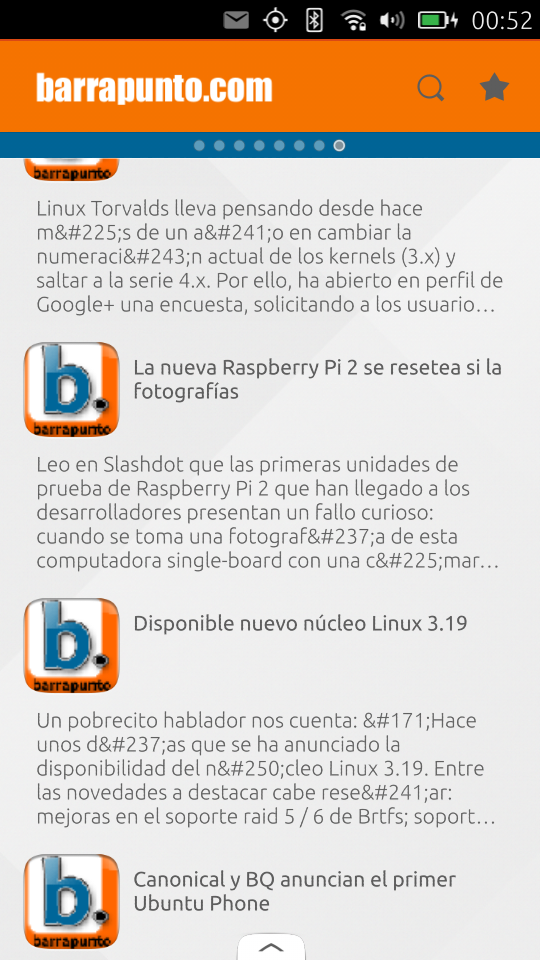 00:52
barrapunto.com
barrapunto
Linux Torvalds lleva pensando desde hace
m&#225;s de un a&#241;o en cambiar la
numeraci&#243;n actual de los kernels (3.x) y
saltar a la serie 4.x. Por ello, ha abierto en perfil de
Google+ una encuesta, solicitando a los usuario…
b.
barrapunto
La nueva Raspberry Pi 2 se resetea si la
fotografías
Leo en Slashdot que las primeras unidades de
prueba de Raspberry Pi 2 que han llegado a los
desarrolladores presentan un fallo curioso:
cuando se toma una fotograf&#237;a de esta
computadora single-board con una c&#225;mar…
b.
barrapunto
Disponible nuevo núcleo Linux 3.19
Un pobrecito hablador nos cuenta: &#171;Hace
unos d&#237;as que se ha anunciado la
disponibilidad del n&#250;cleo Linux 3.19. Entre
las novedades a destacar cabe rese&#241;ar:
mejoras en el soporte raid 5 / 6 de Brtfs; soport…
b.
barrapunto
Canonical y BQ anuncian el primer
Ubuntu Phone